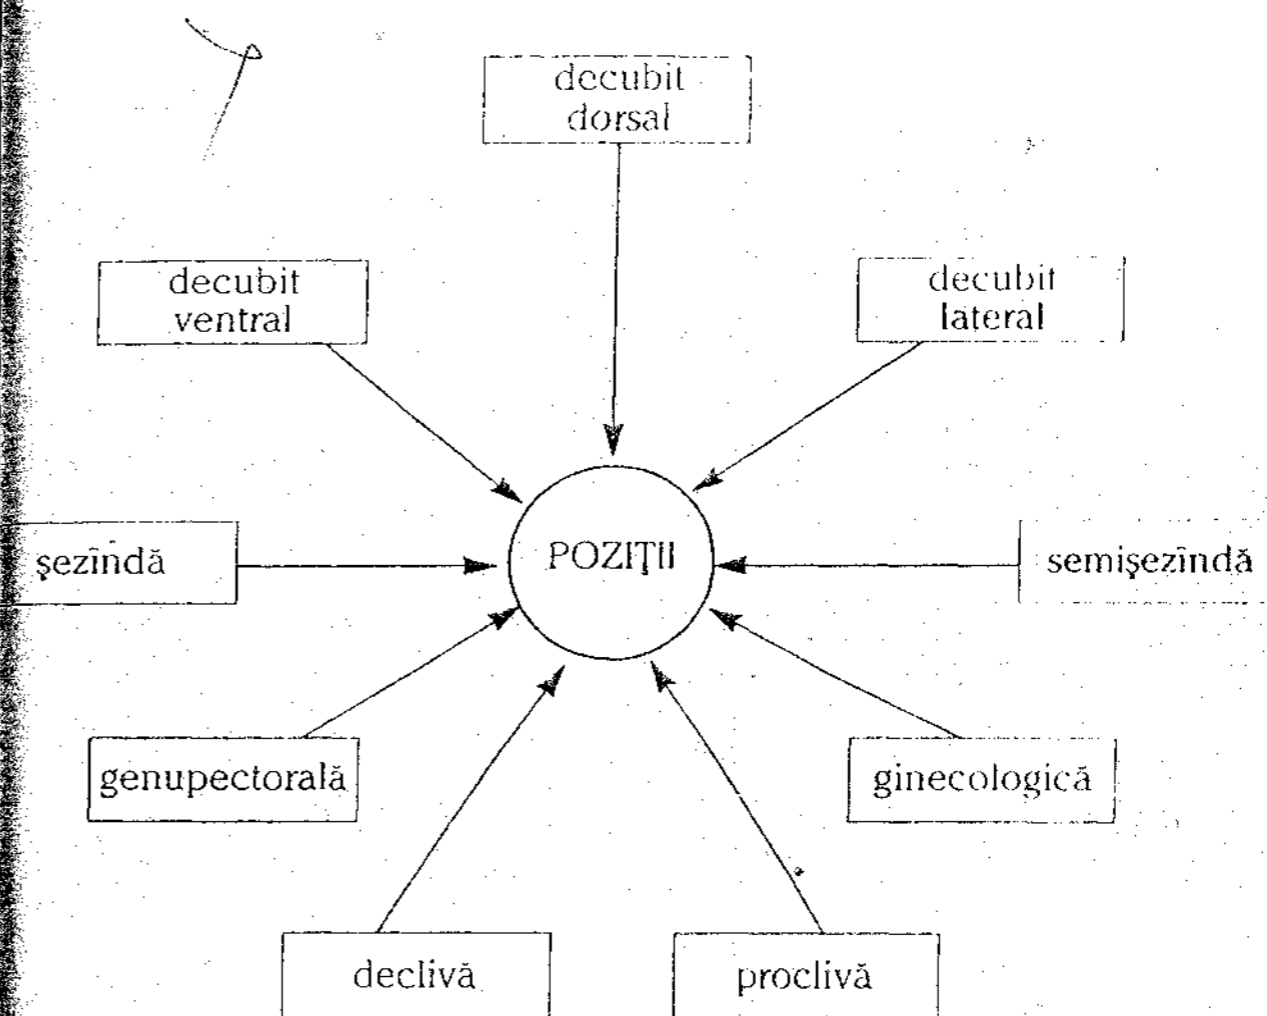 decubit
dorsal
decubit
ventral
decubit
lateral
şezîndă
POZIŢII
semişezîndă
genupectorală
ginecologică
declivă
proclivă